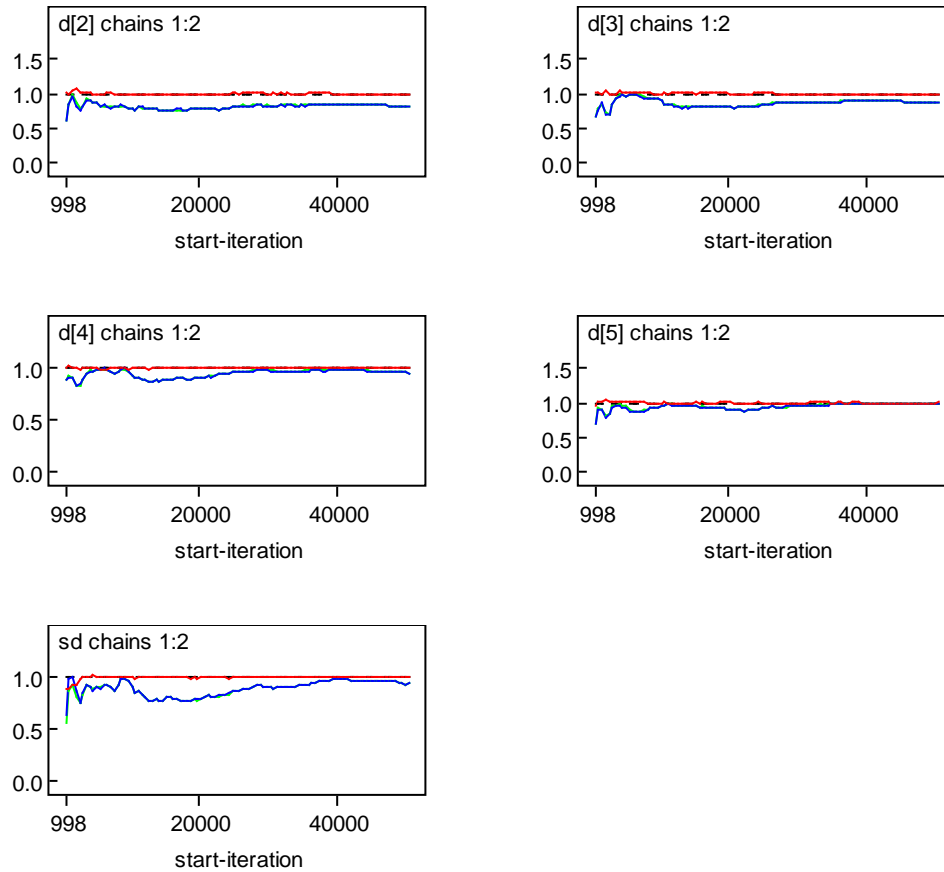 d[2] chains 1:2
1.5
1.0
0.5
0.0
998 20000 40000
start-iteration
d[3] chains 1:2
1.5
1.0
0.5
0.0
998 20000 40000
start-iteration
d[4] chains 1:2
1.0
0.5
0.0
998 20000 40000
start-iteration
d[5] chains 1:2
1.5
1.0
0.5
0.0
998 20000 40000
start-iteration
sd chains 1:2
1.0
0.5
0.0
998 20000 40000
start-iteration